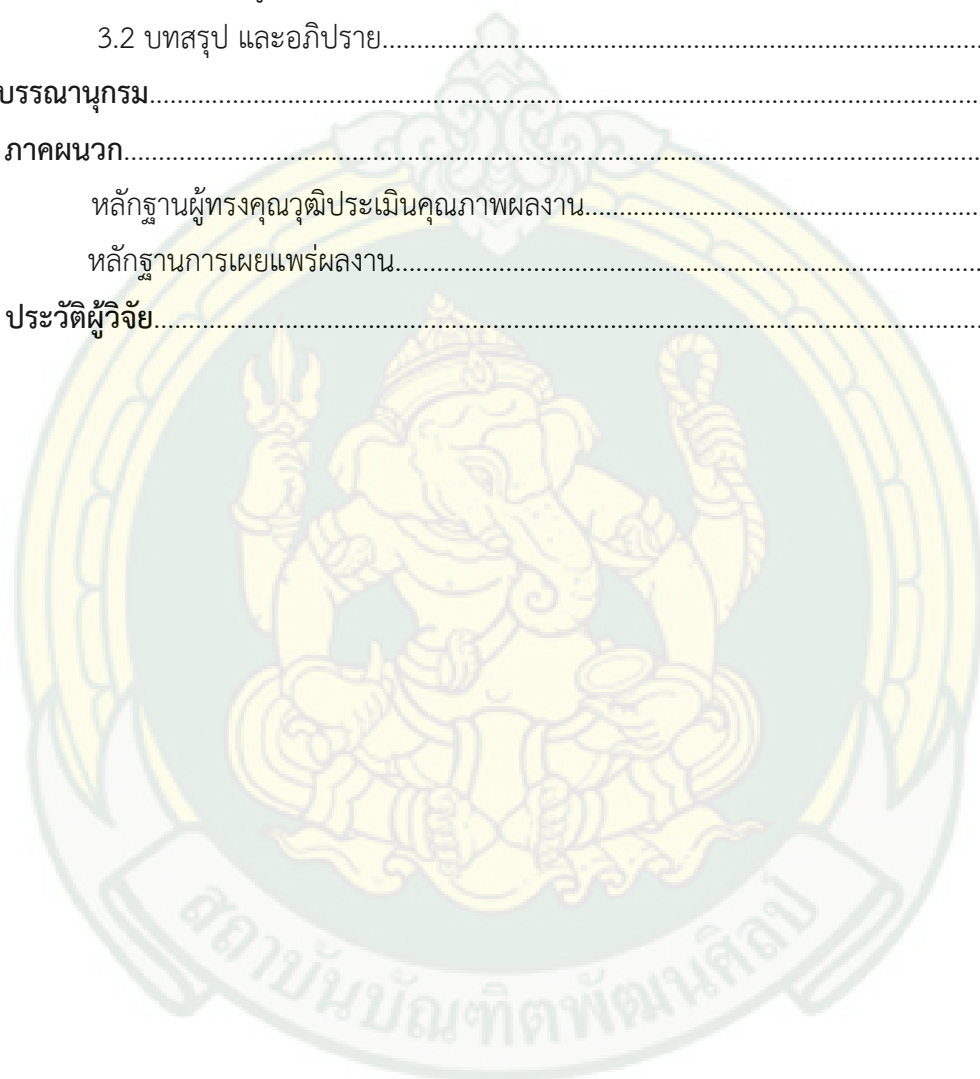 3.2 บทสรุป และอภิปราย................................................................................
บรรณานุกรม................................................................................
ภาคผนวก................................................................................
หลักฐานผู้ทรงคุณวุฒิประเมินคุณภาพผลงาน................................................................................
หลักฐานการเผยแพร่ผลงาน................................................................................
ประวัติผู้วิจัย................................................................................
สถาบันบัณฑิตพัฒนศิลป์